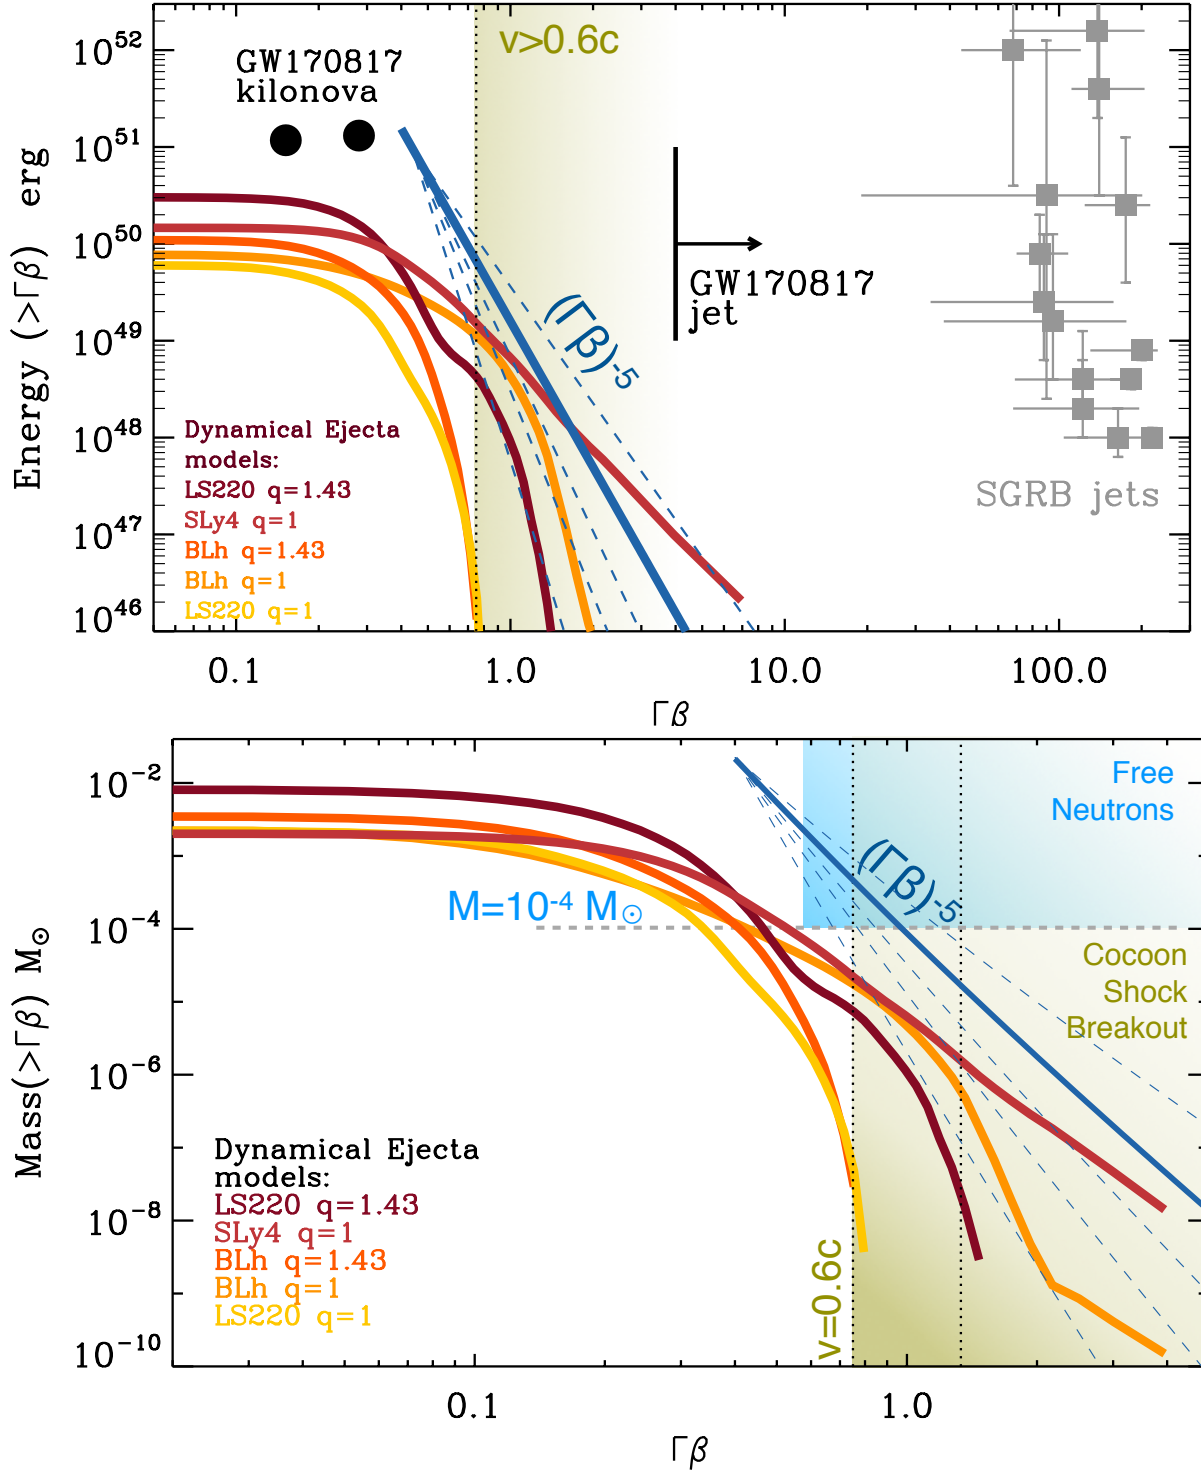 10^52
10^51
10^50
10^49
10^48
10^47
10^46
Energy (>Γβ) erg
GW170817
kilonova
v>0.6c
(Γβ)^-5
GW170817
jet
SGRB jets
Dynamical Ejecta
models:
LS220 q=1.43
SLy4 q=1
BLh q=1.43
BLh q=1
LS220 q=1
0.1
1.0
10.0
100.0
Γβ
10^-2
10^-4
10^-6
10^-8
10^-10
Mass(>Γβ) M⊙
Free
Neutrons
(Γβ)^-5
M=10^-4 M⊙
Cocoon
Shock
Breakout
Dynamical Ejecta
models:
LS220 q=1.43
SLy4 q=1
BLh q=1.43
BLh q=1
LS220 q=1
v=0.6c
0.1
1.0
Γβ